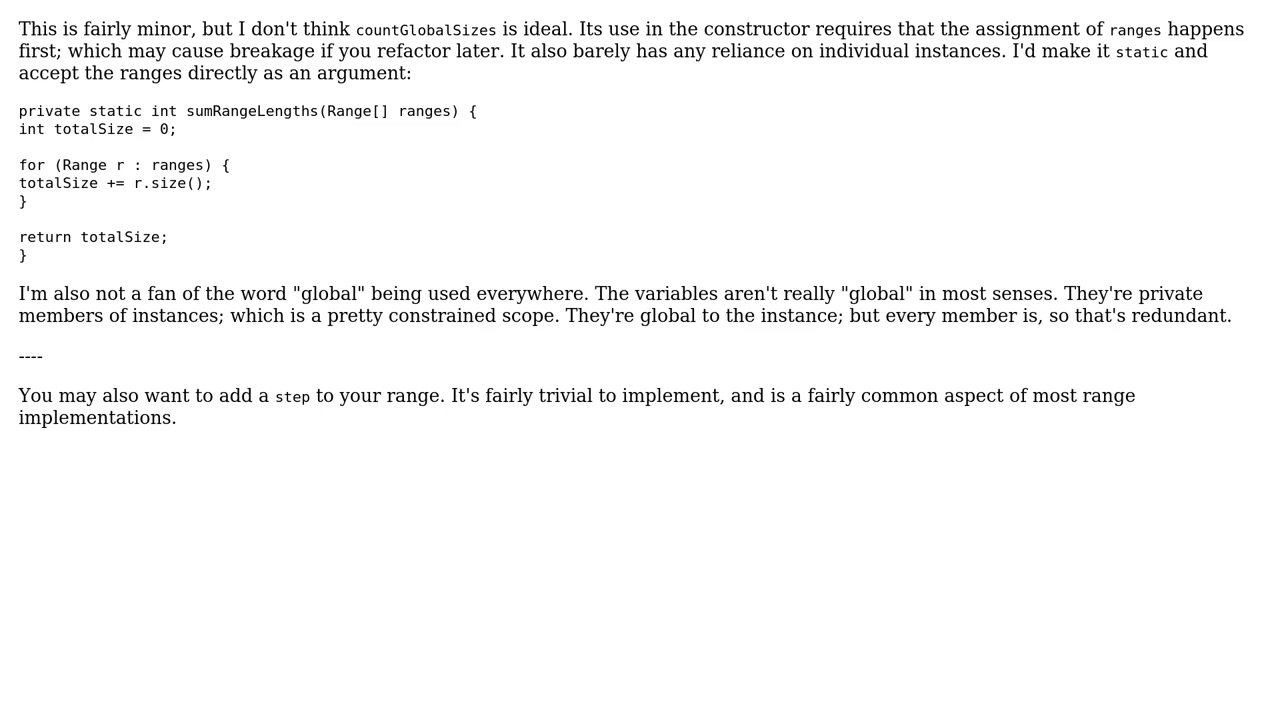 This is fairly minor, but I don't think countGlobalSizes is ideal. Its use in the constructor requires that the assignment of ranges happens
first; which may cause breakage if you refactor later. It also barely has any reliance on individual instances. I'd make it static and
accept the ranges directly as an argument:
private static int sumRangeLengths(Range[] ranges) {
int totalSize = 0;
for (Range r : ranges) {
totalSize += r.size();
}
return totalSize;
}
I'm also not a fan of the word "global" being used everywhere. The variables aren't really "global" in most senses. They're private
members of instances; which is a pretty constrained scope. They're global to the instance; but every member is, so that's redundant.
----
You may also want to add a step to your range. It's fairly trivial to implement, and is a fairly common aspect of most range
implementations.